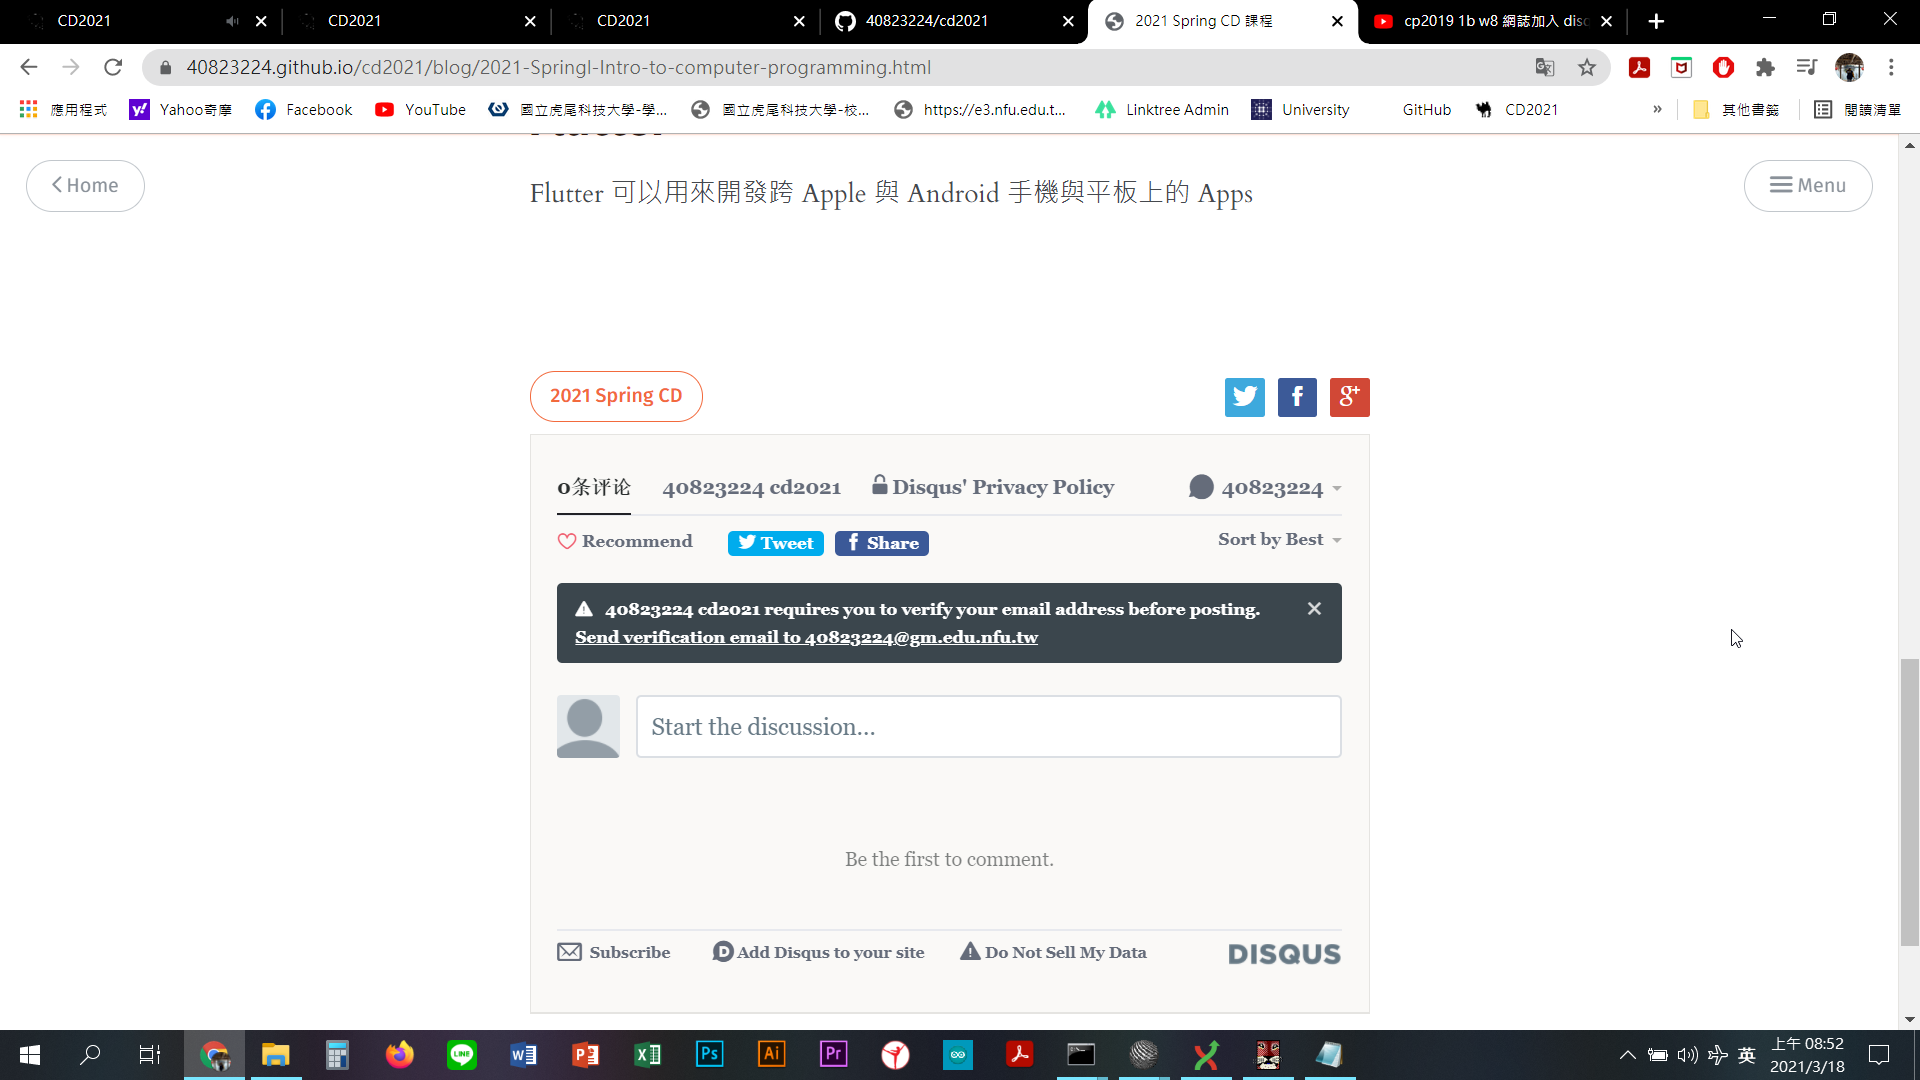 CD2021
CD2021
CD2021
40823224/cd2021
2021 Spring CD 課程
cp2019 1b w8 網誌加入 disc
40823224.github.io/cd2021/blog/2021-SpringI-Intro-to-computer-programming.html
應用程式
Yahoo奇摩
Facebook
YouTube
國立虎尾科技大學-學...
國立虎尾科技大學-校...
https://e3.nfu.edu.t...
Linktree Admin
University
GitHub
CD2021
»
其他書籤
閱讀清單
Home
Menu
Flutter 可以用來開發跨 Apple 與 Android 手機與平板上的 Apps
2021 Spring CD
0条评论
40823224 cd2021
Disqus' Privacy Policy
40823224
Recommend
Tweet
Share
Sort by Best
40823224 cd2021 requires you to verify your email address before posting.
Send verification email to 40823224@gm.edu.nfu.tw
Start the discussion...
Be the first to comment.
Subscribe
Add Disqus to your site
Do Not Sell My Data
DISQUS
LINE
Ps
Ai
Pr
英
上午 08:52
2021/3/18